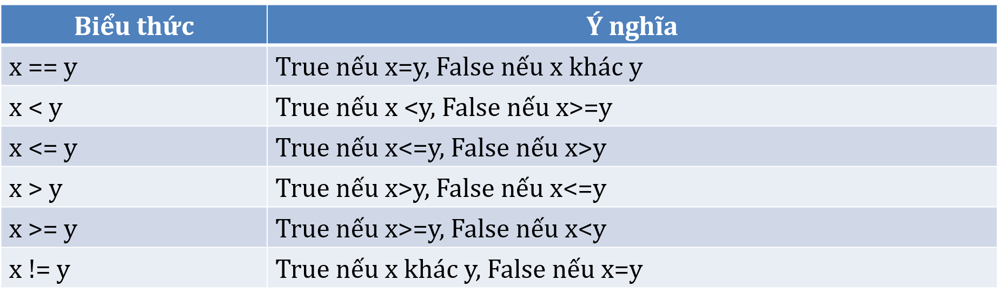 Biểu thức Ý nghĩa
x == y True nếu x=y, False nếu x khác y
x < y True nếu x <y, False nếu x>=y
x <= y True nếu x<=y, False nếu x>y
x > y True nếu x>y, False nếu x<=y
x >= y True nếu x>=y, False nếu x<y
x != y True nếu x khác y, False nếu x=y